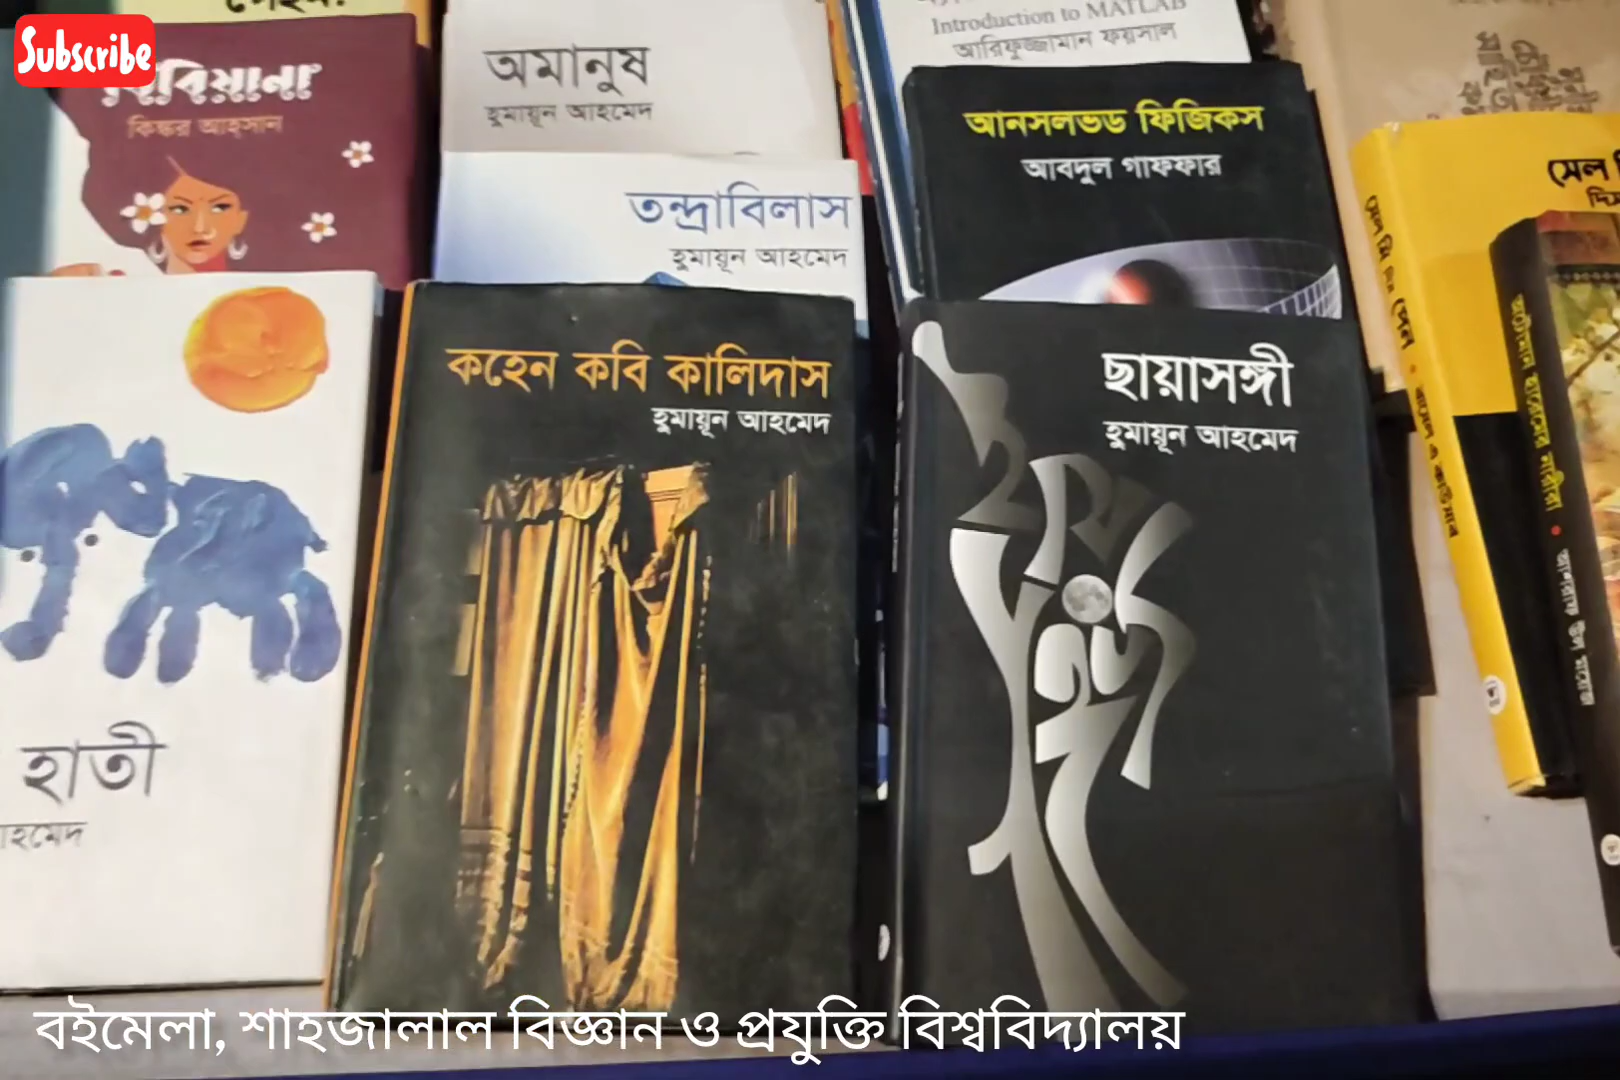 Subscribe
বিবিয়ানা
কিঙ্কর আহসান
অমানুষ
হুমায়ূন আহমেদ
তন্দ্রাবিলাস
হুমায়ূন আহমেদ
Introduction to MATLAB
আরিফুজ্জামান ফয়সাল
আনসলভড ফিজিকস
আবদুল গাফফার
সেল
হাতী
আহমেদ
কহেন কবি কালিদাস
হুমায়ূন আহমেদ
ছায়াসঙ্গী
হুমায়ূন আহমেদ
বইমেলা, শাহজালাল বিজ্ঞান ও প্রযুক্তি বিশ্ববিদ্যালয়